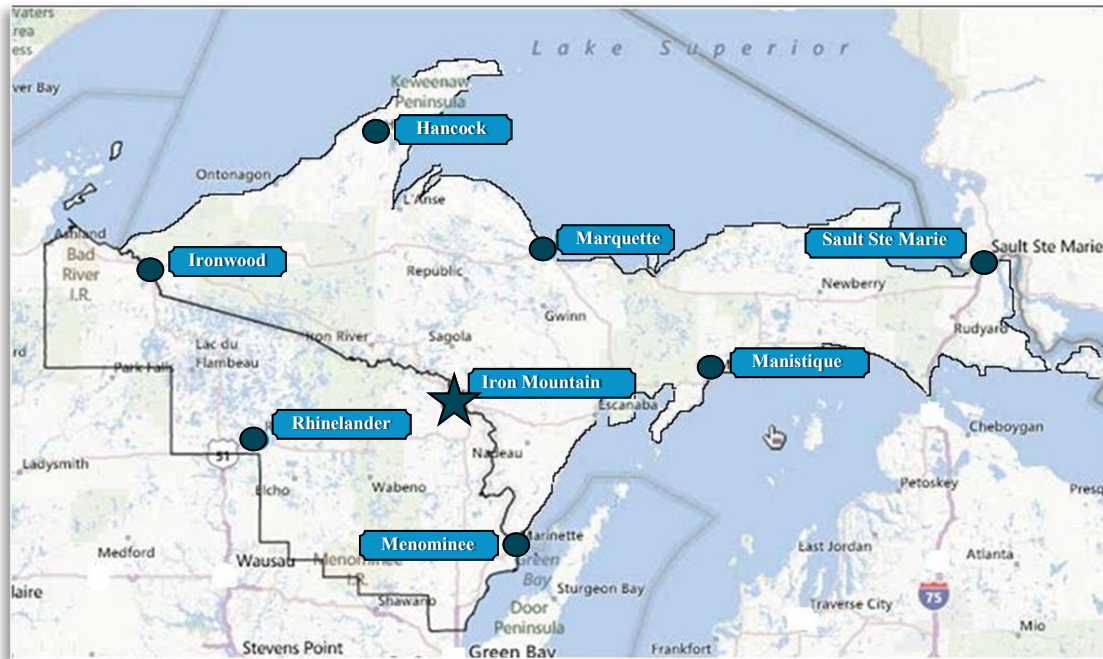 Waters
rea
ess
Lake Superior
ver Bay
Keweenaw
Peninsula
Hancock
Ontonagon
L'Anse
Ashland
Bad
River
I.R.
Ironwood
Marquette
Sault Ste Marie
Sault Ste Marie
Republic
Newberry
Gwinn
Rudyard
Iron River
Sagola
Lac du
Flambeau
rd
Park Falls
Iron Mountain
Manistique
Escanaba
Rhinelander
51
Cheboygan
Ladysmith
Nadeau
Elcho
Wabeno
Petoskey
Presq
Menominee
Marinette
Medford
Wausau
Menominee
I.R.
Green
Bay
East Jordan
Atlanta
laire
Sturgeon Bay
Shawano
Door
Peninsula
Traverse City
75
Mio
Stevens Point
Green Bay
Frankfort